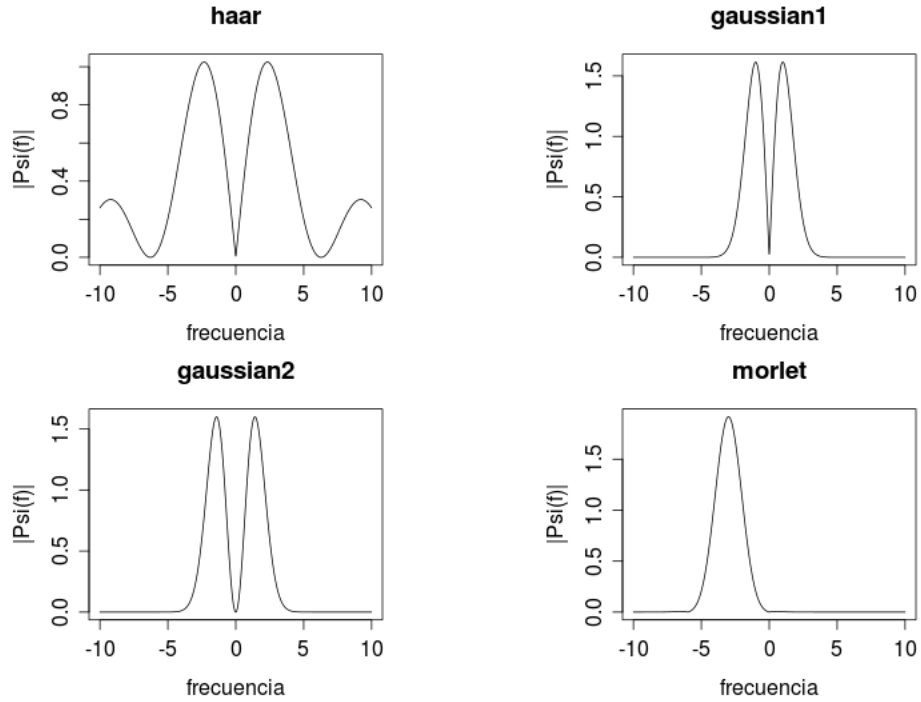 haar
|Psi(f)|
0.0 0.4 0.8
-10 -5 0 5 10
frecuencia
gaussian1
|Psi(f)|
0.0 0.5 1.0 1.5
-10 -5 0 5 10
frecuencia
gaussian2
|Psi(f)|
0.0 0.5 1.0 1.5
-10 -5 0 5 10
frecuencia
morlet
|Psi(f)|
0.0 0.5 1.0 1.5
-10 -5 0 5 10
frecuencia